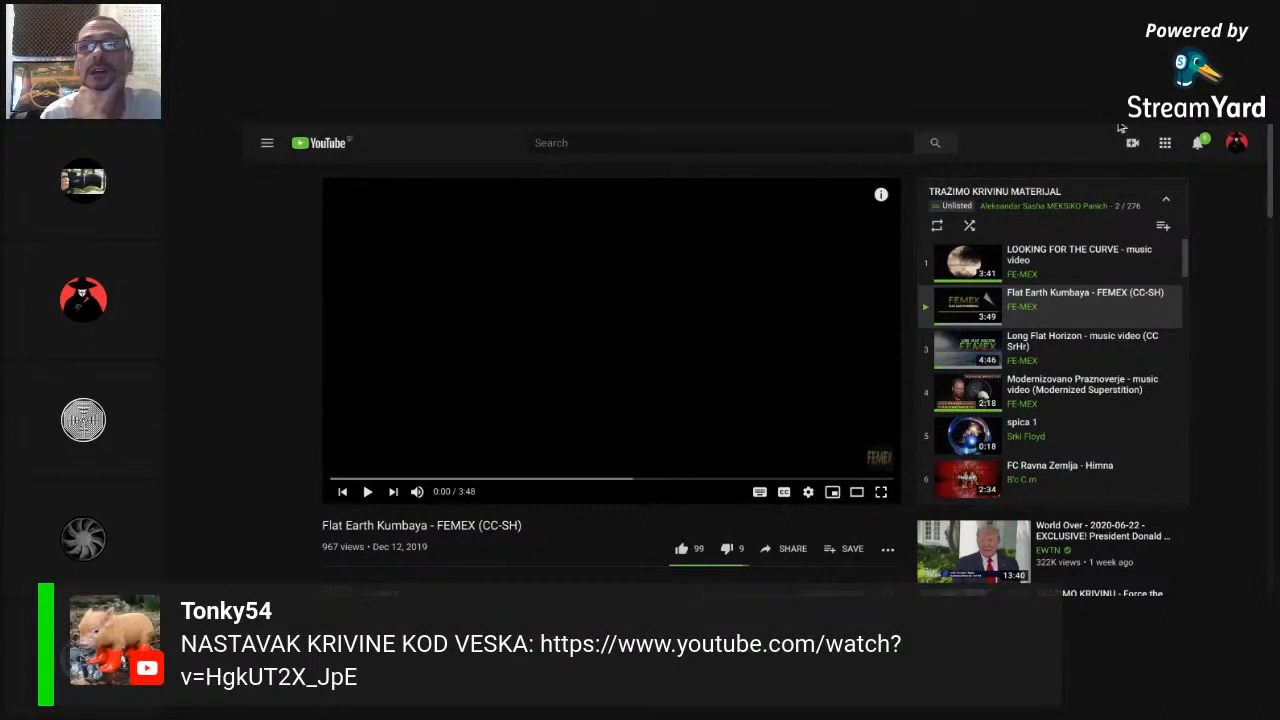 Powered by
StreamYard
YouTube
Search
TRAŽIMO KRIVINU MATERIJAL
Unlisted Aleksandar Sasha MEKSIKO Panich - 2 / 276
1
LOOKING FOR THE CURVE - music video
FE-MEX
3:41
Flat Earth Kumbaya - FEMEX (CC-SH)
FE-MEX
FEMEX
3:49
3
Long Flat Horizon - music video (CC SrHr)
FE-MEX
FEMEX
4:46
4
Modernizovano Praznoverje - music video (Modernized Superstition)
FE-MEX
2:18
5
spica 1
Srki Floyd
0:18
6
FC Ravna Zemlja - Himna
B'c C.m
2:34
FEMEX
0:00 / 3:48
Flat Earth Kumbaya - FEMEX (CC-SH)
967 views • Dec 12, 2019
99
9
SHARE
SAVE
World Over - 2020-06-22 - EXCLUSIVE! President Donald ...
EWTN
322K views • 1 week ago
13:40
TRAŽIMO KRIVINU - Force the
Tonky54
NASTAVAK KRIVINE KOD VESKA: https://www.youtube.com/watch?
v=HgkUT2X_JpE